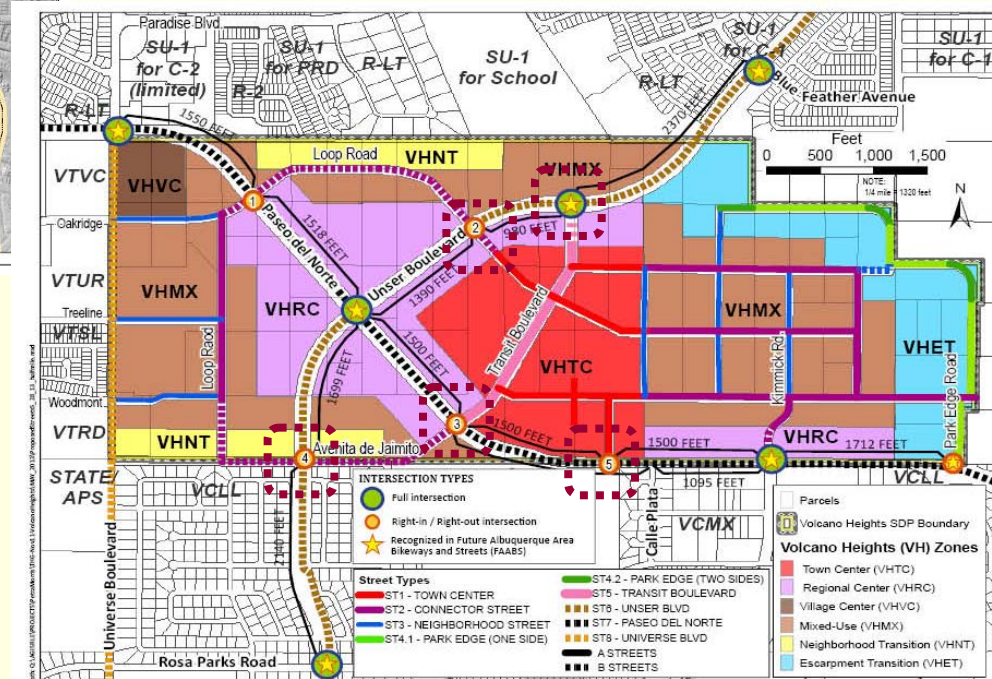 Paradise Blvd
SU-1
for C-2
(limited)
SU-1
for PRD
R-2
R-LT
SU-1
for School
SU-1
for C-1
SU-1
for C-1
R-LT
R-LT
Blue Feather Avenue
1550 FEET
2370 FEET
Feet
0 500 1,000 1,500
NOTE:
1/4 mile = 1320 feet
N
Loop Road
VHNT
VHMX
VTVC
VHVC
Oakridge
1
2
980 FEET
Paseo del Norte
1518 FEET
Unser Boulevard
1390 FEET
VTUR
VHMX
VHRC
Transit Boulevard
VHMX
Treeline
VTSL
Loop Raod
1699 FEET
1500 FEET
VHTC
Kimmick Rd.
VHET
Park Edge Road
Woodmont
VTRD
VHNT
3
1500 FEET
1500 FEET
VHRC
1712 FEET
4
Avenita de Jaimito
5
1095 FEET
STATE/
APS
VCLL
VCLL
VCMX
Calle Plata
Universe Boulevard
2140 FEET
Rosa Parks Road
INTERSECTION TYPES
Full intersection
Right-in / Right-out intersection
Recognized in Future Albuquerque Area
Bikeways and Streets (FAABS)
Street Types
ST1 - TOWN CENTER
ST2 - CONNECTOR STREET
ST3 - NEIGHBORHOOD STREET
ST4.1 - PARK EDGE (ONE SIDE)
ST4.2 - PARK EDGE (TWO SIDES)
ST5 - TRANSIT BOULEVARD
ST6 - UNSER BLVD
ST7 - PASEO DEL NORTE
ST8 - UNIVERSE BLVD
A STREETS
B STREETS
Parcels
Volcano Heights SDP Boundary
Volcano Heights (VH) Zones
Town Center (VHTC)
Regional Center (VHRC)
Village Center (VHVC)
Mixed-Use (VHMX)
Neighborhood Transition (VHNT)
Escarpment Transition (VHET)